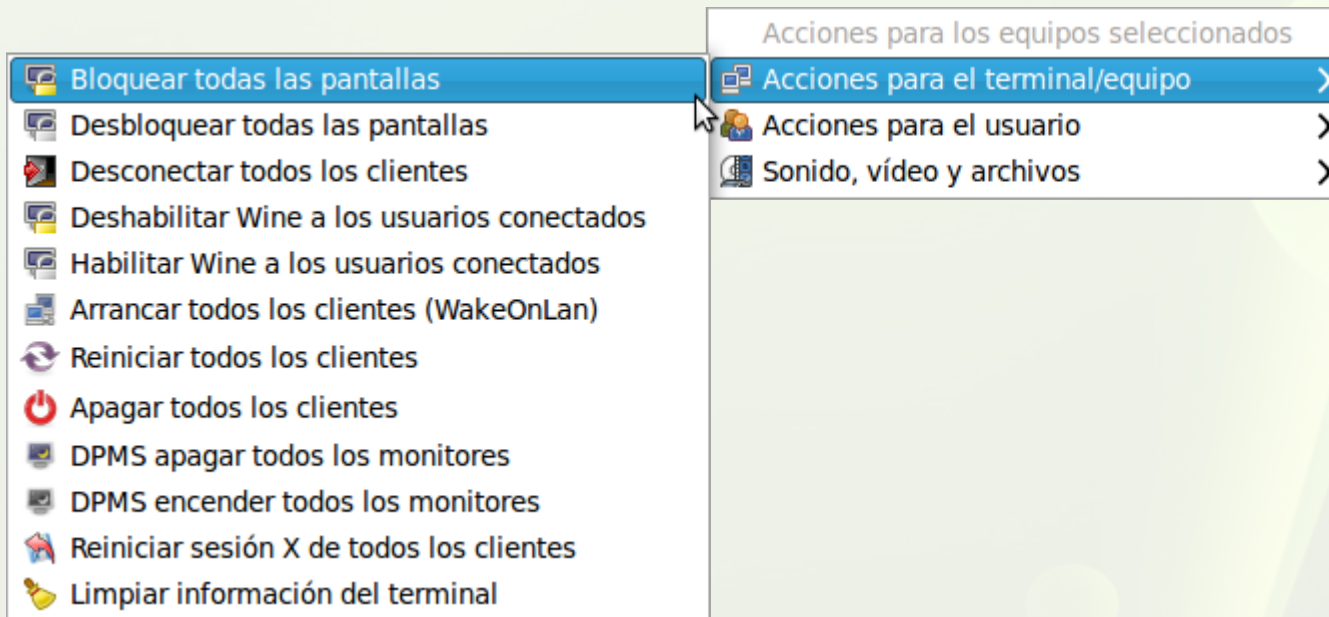 Acciones para los equipos seleccionados
Acciones para el terminal/equipo
Acciones para el usuario
Sonido, vídeo y archivos
Bloquear todas las pantallas
Desbloquear todas las pantallas
Desconectar todos los clientes
Deshabilitar Wine a los usuarios conectados
Habilitar Wine a los usuarios conectados
Arrancar todos los clientes (WakeOnLan)
Reiniciar todos los clientes
Apagar todos los clientes
DPMS apagar todos los monitores
DPMS encender todos los monitores
Reiniciar sesión X de todos los clientes
Limpiar información del terminal